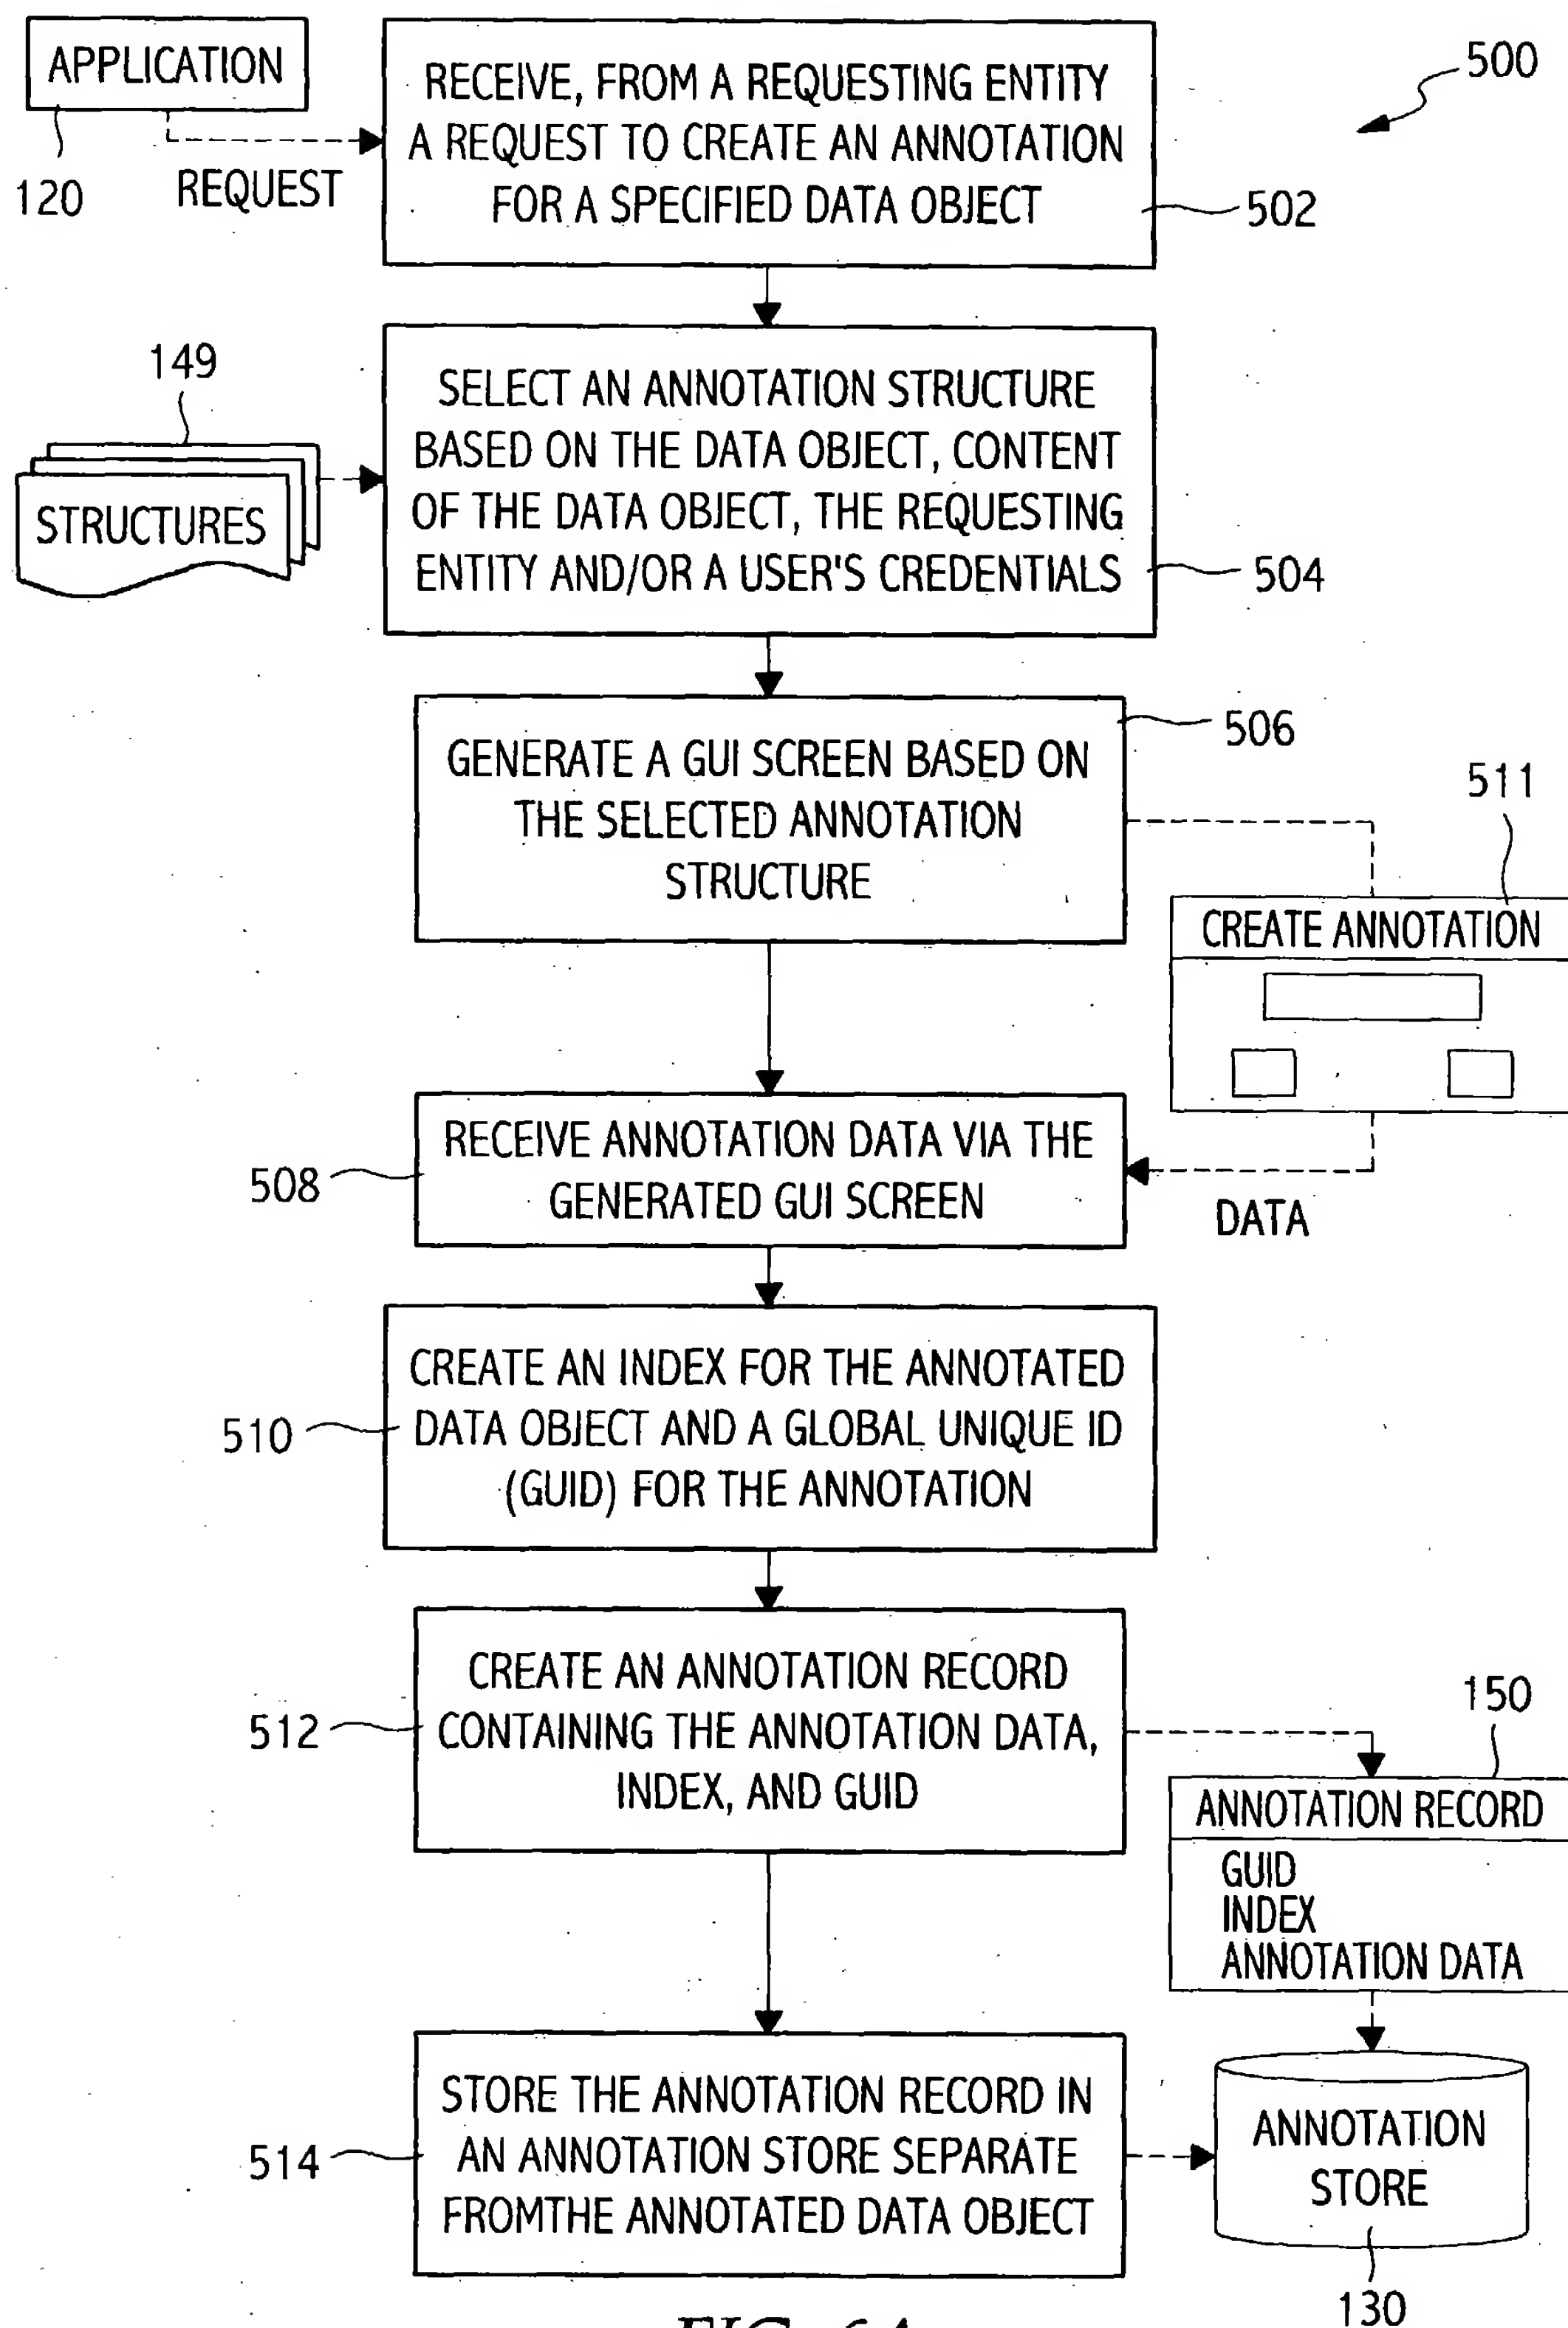 APPLICATION
120
REQUEST
500
RECEIVE, FROM A REQUESTING ENTITY
A REQUEST TO CREATE AN ANNOTATION
FOR A SPECIFIED DATA OBJECT
502
149
STRUCTURES
SELECT AN ANNOTATION STRUCTURE
BASED ON THE DATA OBJECT, CONTENT
OF THE DATA OBJECT, THE REQUESTING
ENTITY AND/OR A USER'S CREDENTIALS
504
GENERATE A GUI SCREEN BASED ON
THE SELECTED ANNOTATION
STRUCTURE
506
511
CREATE ANNOTATION
RECEIVE ANNOTATION DATA VIA THE
GENERATED GUI SCREEN
508
DATA
CREATE AN INDEX FOR THE ANNOTATED
DATA OBJECT AND A GLOBAL UNIQUE ID
(GUID) FOR THE ANNOTATION
510
CREATE AN ANNOTATION RECORD
CONTAINING THE ANNOTATION DATA,
INDEX, AND GUID
512
150
ANNOTATION RECORD
GUID
INDEX
ANNOTATION DATA
STORE THE ANNOTATION RECORD IN
AN ANNOTATION STORE SEPARATE
FROMTHE ANNOTATED DATA OBJECT
514
ANNOTATION
STORE
130